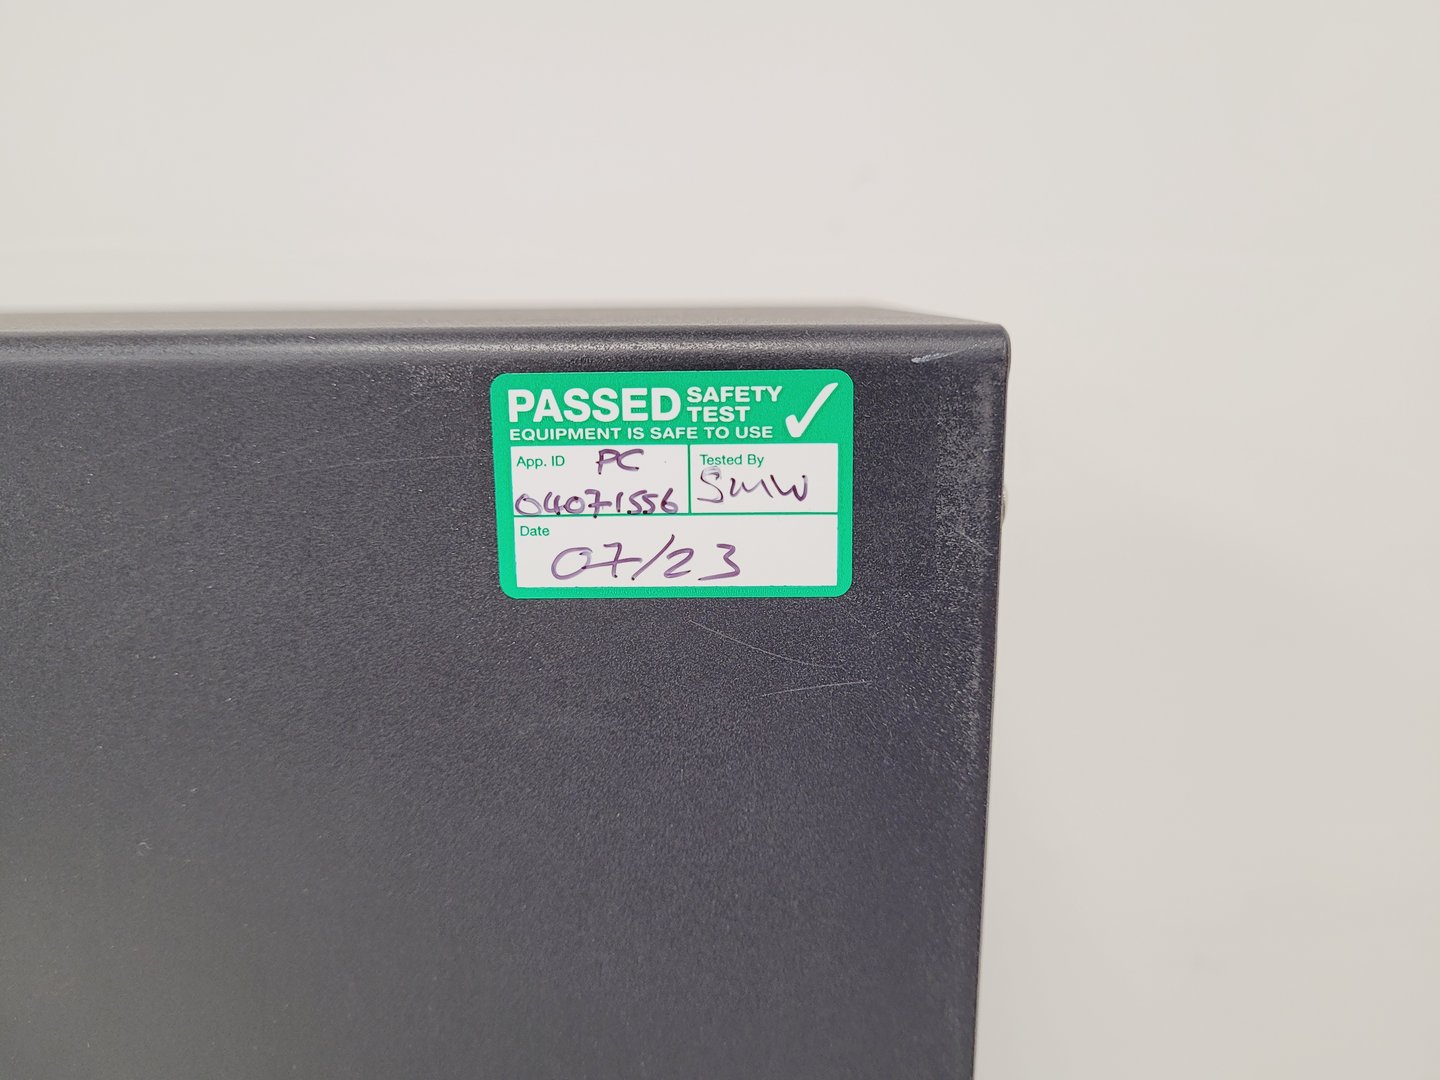 PASSED SAFETY TEST
EQUIPMENT IS SAFE TO USE
App. ID PC
04071556
Tested By
SMW
Date
07/23